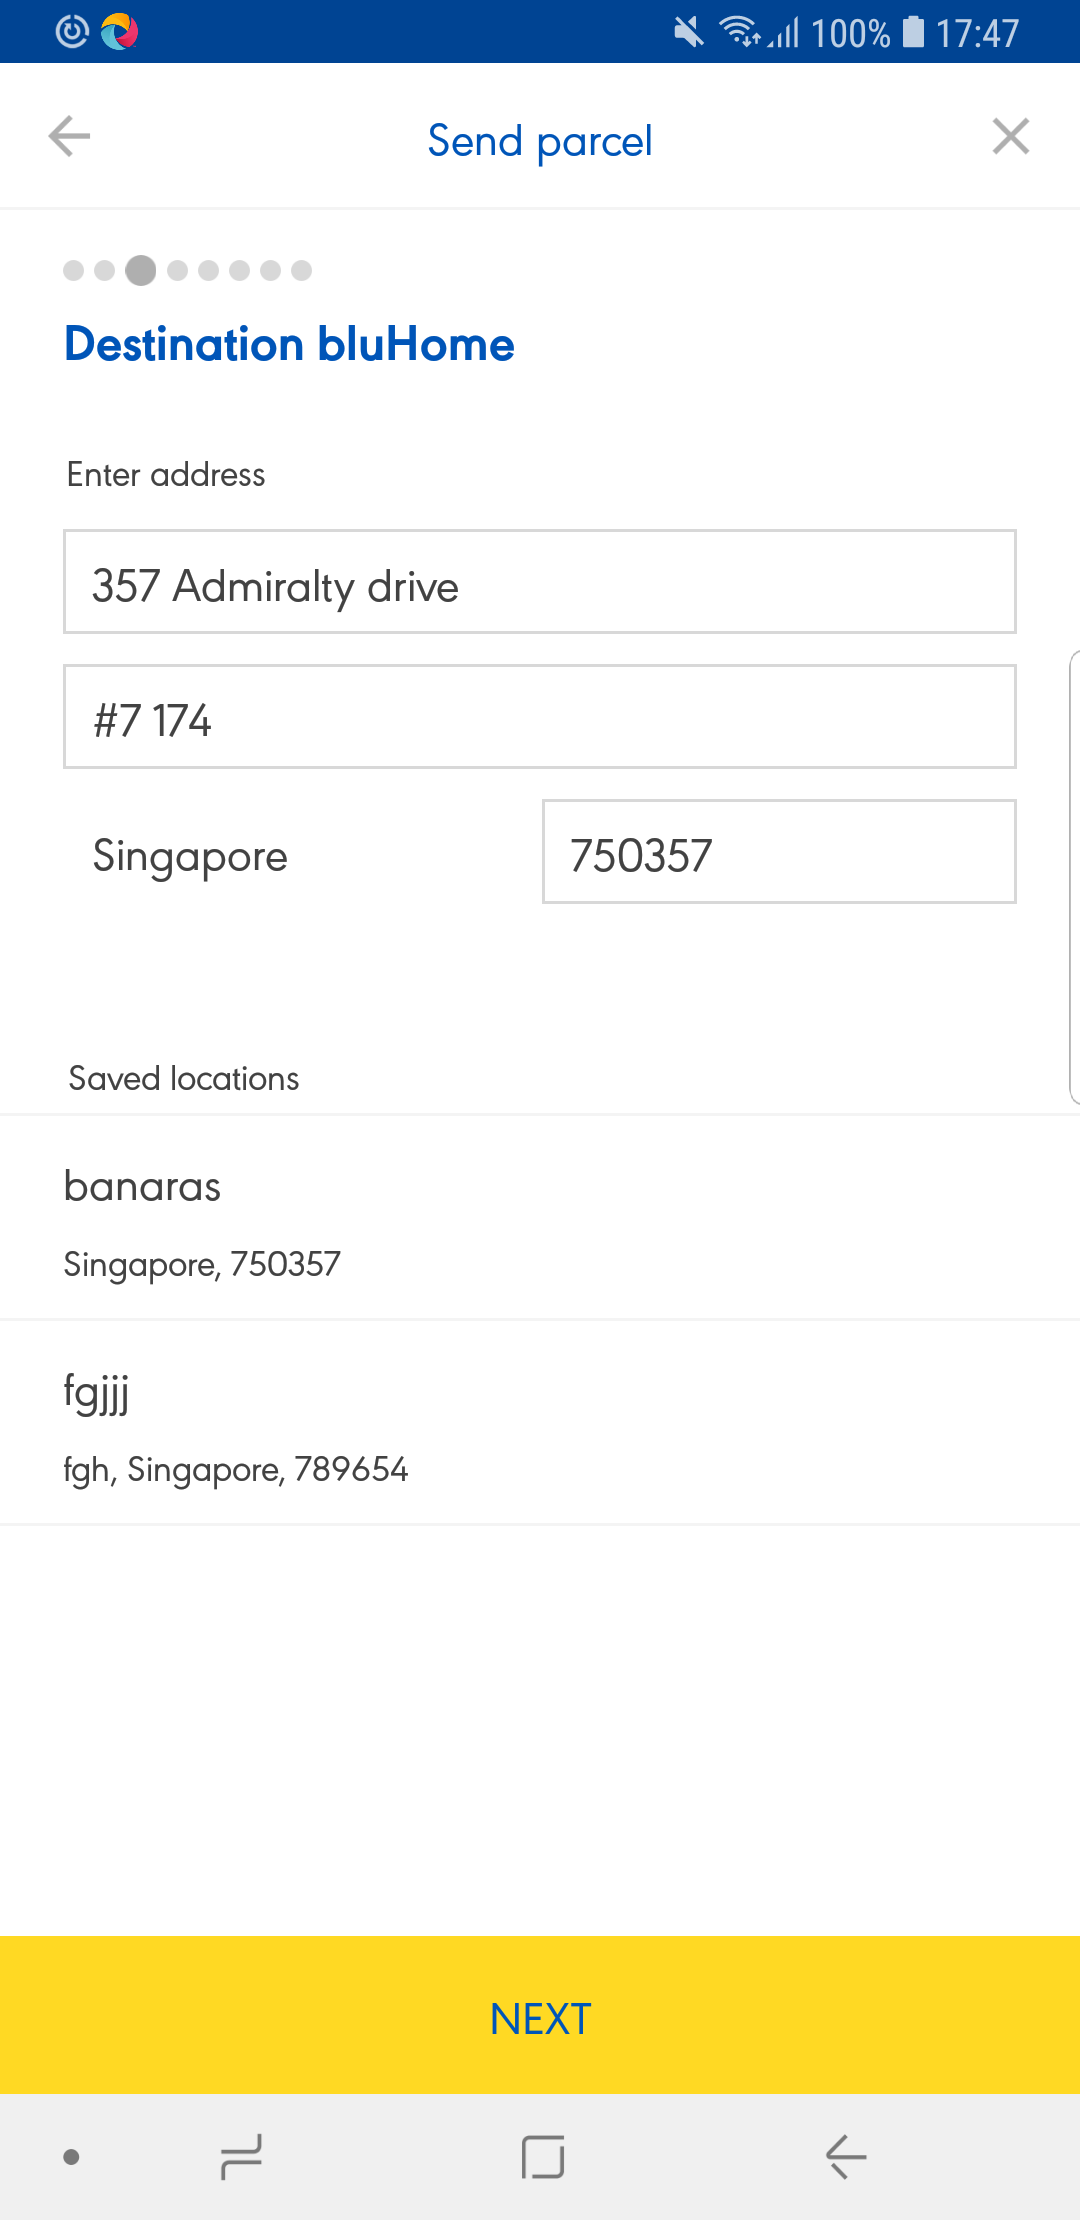 100% 17:47
Send parcel
Destination bluHome
Enter address
357 Admiralty drive
#7 174
Singapore 750357
Saved locations
banaras
Singapore, 750357
fgjjj
fgh, Singapore, 789654
NEXT